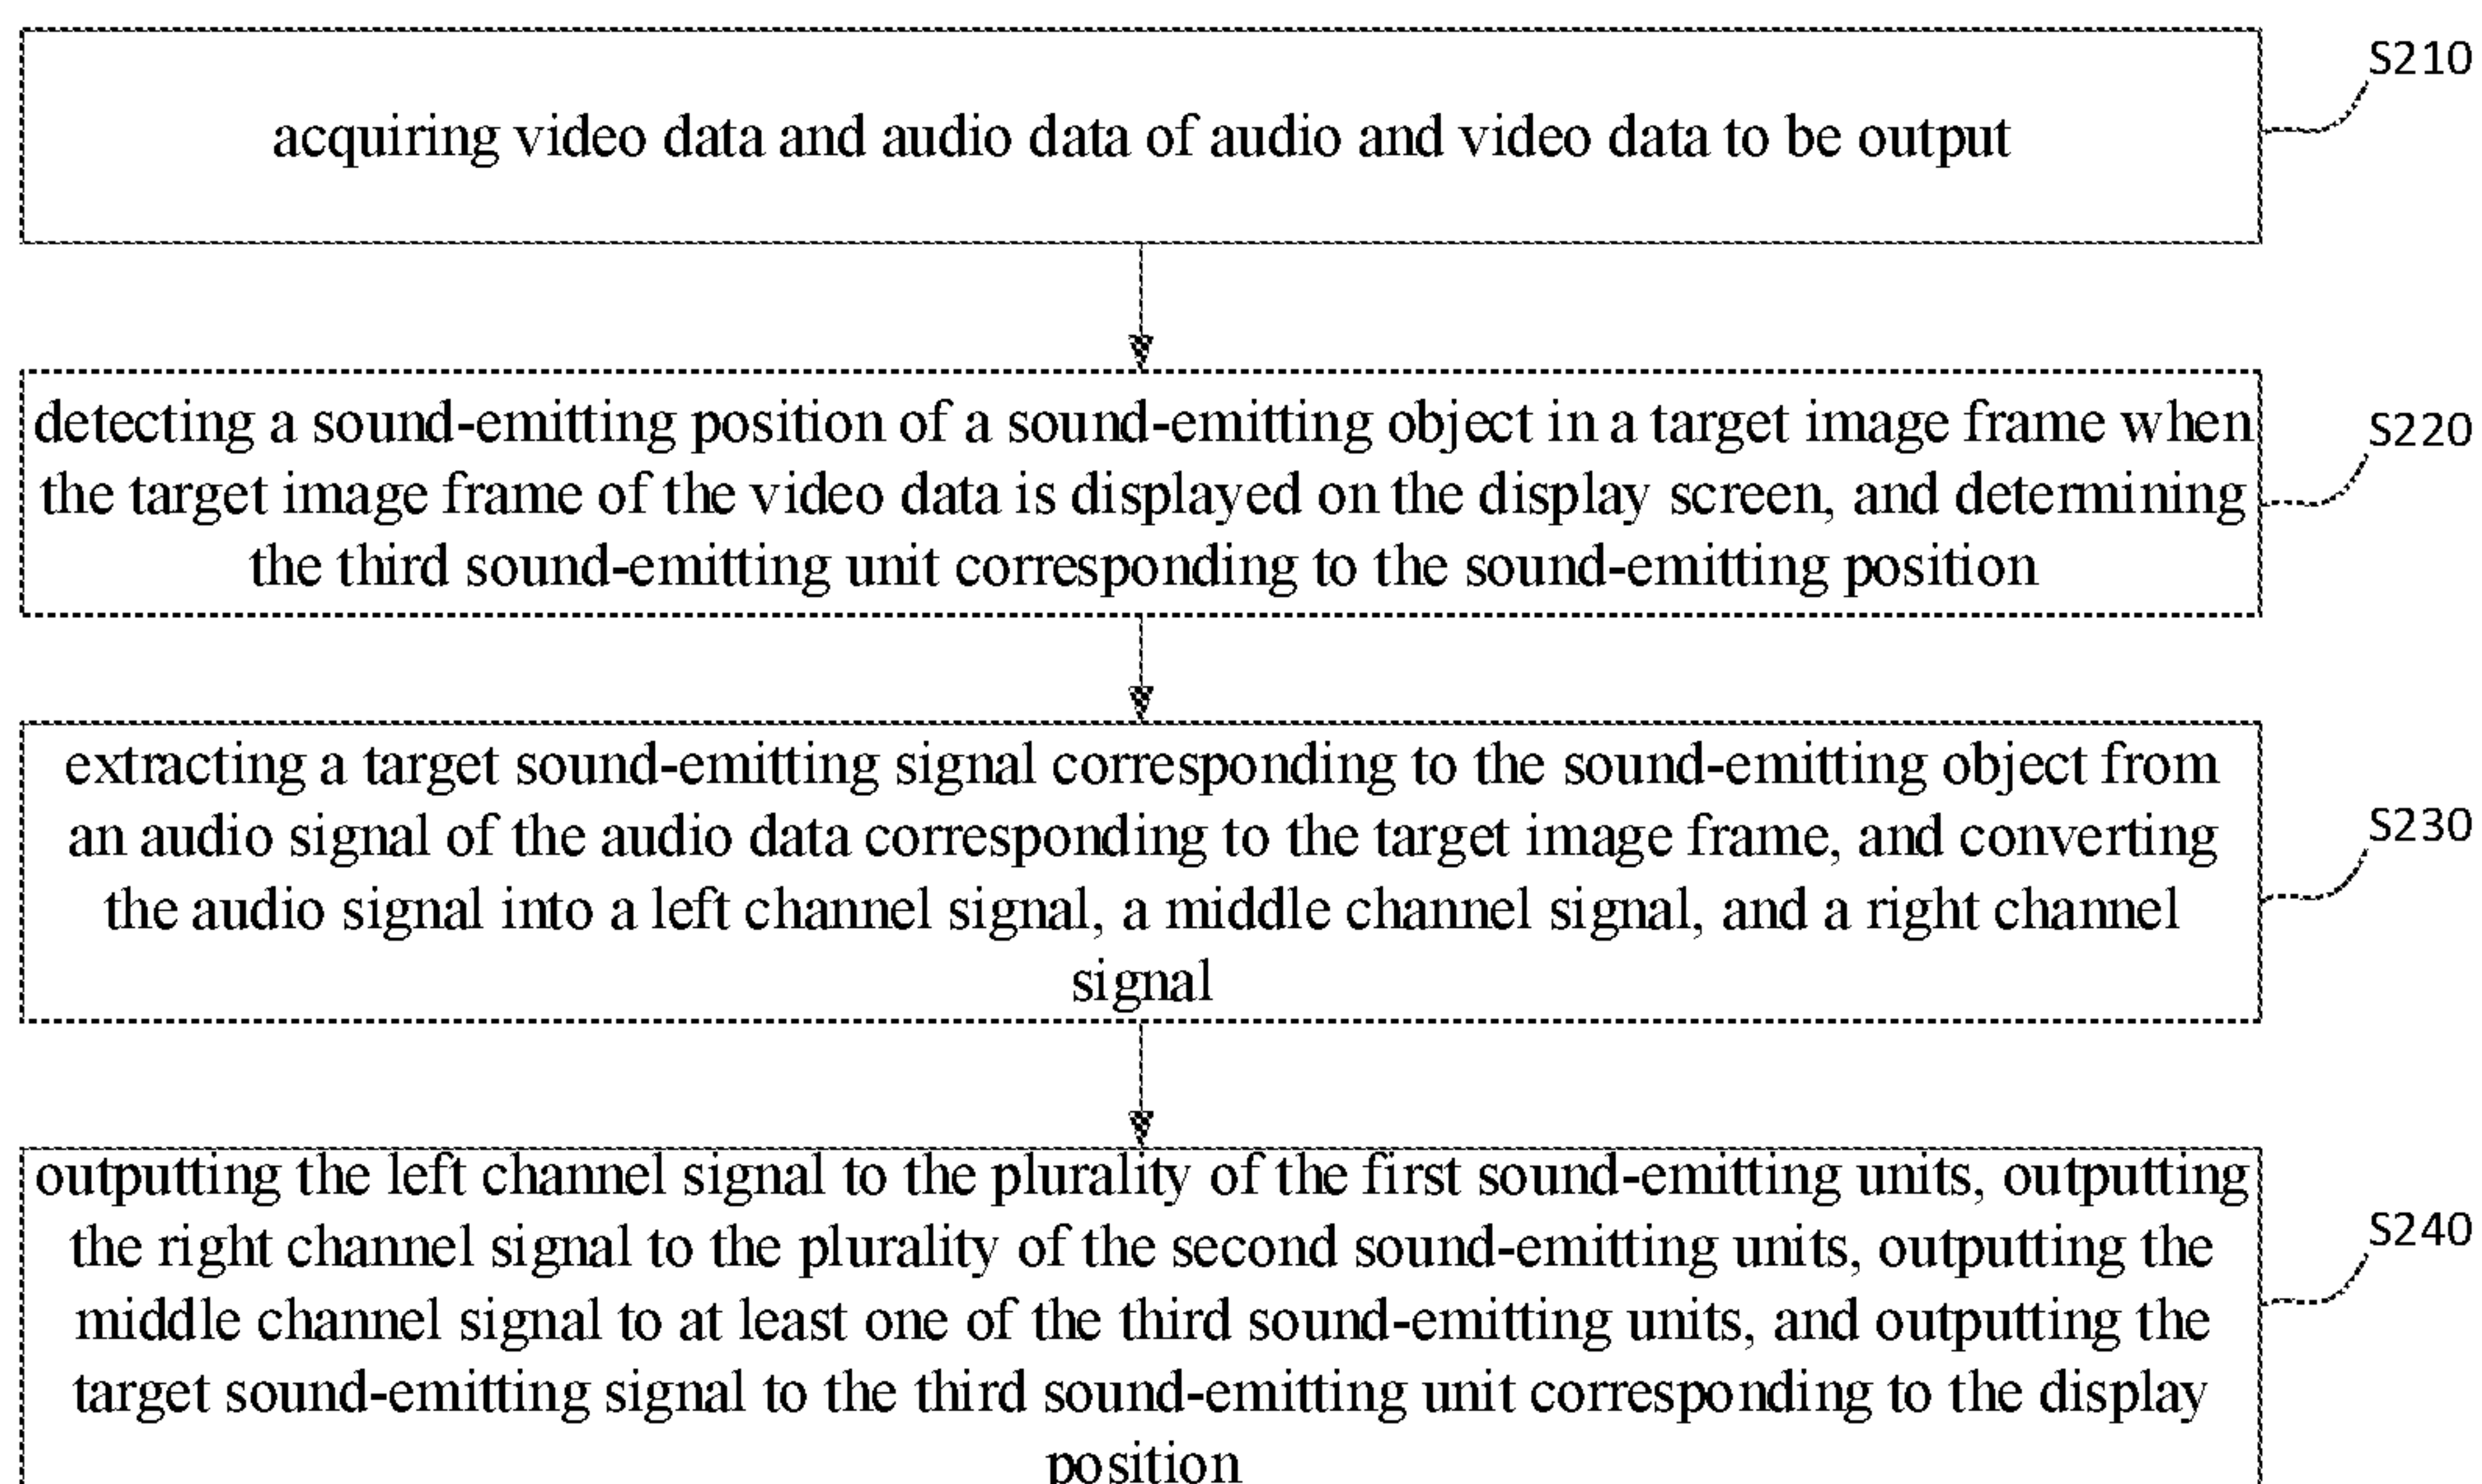 S210
acquiring video data and audio data of audio and video data to be output
detecting a sound-emitting position of a sound-emitting object in a target image frame when
S220
the target image frame of the video data is displayed on the display screen, and determining
the third sound-emitting unit corresponding to the sound-emitting position
extracting a target sound-emitting signal corresponding to the sound-emitting object from
an audio signal of the audio data corresponding to the target image frame, and converting
S230
the audio signal into a left channel signal, a middle channel signal, and a right channel
signal
outputting the left channel signal to the plurality of the first sound-emitting units, outputting
the right channel signal to the plurality of the second sound-emitting units, outputting the
S240
middle channel signal to at least one of the third sound-emitting units, and outputting the
target sound-emitting signal to the third sound-emitting unit corresponding to the display
position